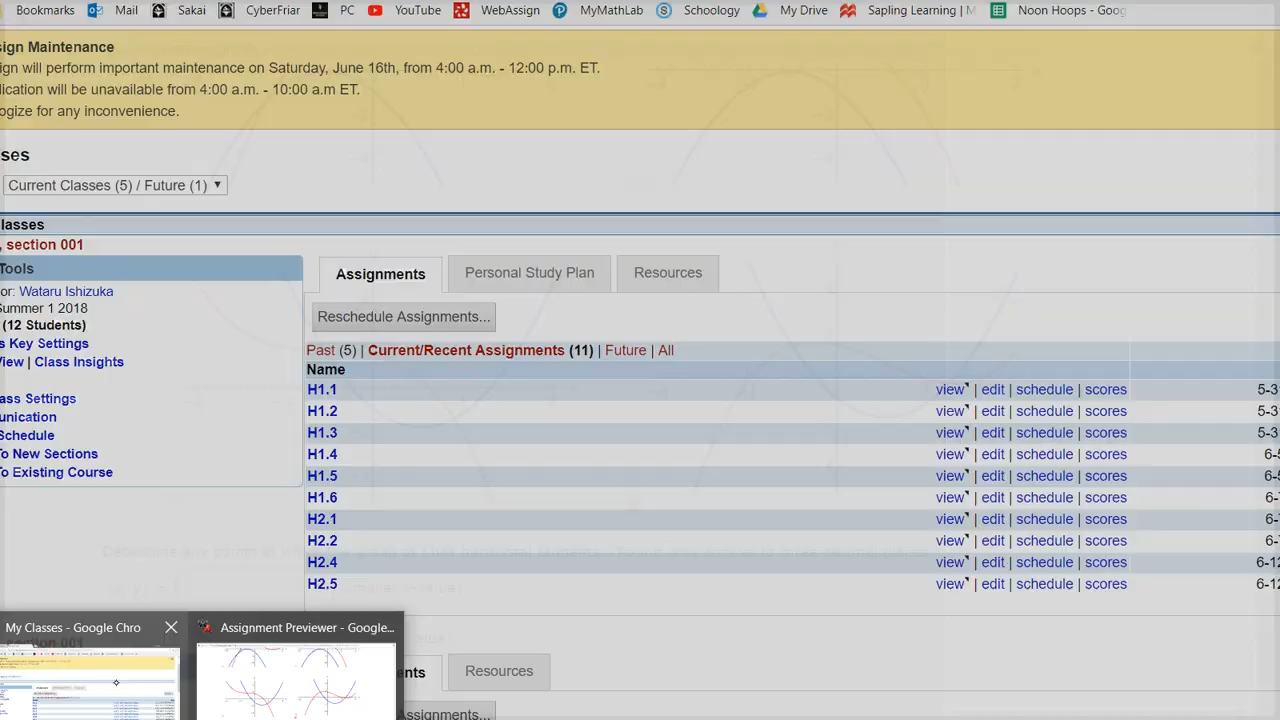 Bookmarks Mail Sakai CyberFriar PC YouTube WebAssign MyMathLab Schoology My Drive Sapling Learning | Noon Hoops - Goog
sign Maintenance
ign will perform important maintenance on Saturday, June 16th, from 4:00 a.m. - 12:00 p.m. ET.
lication will be unavailable from 4:00 a.m. - 10:00 a.m ET.
ogize for any inconvenience.
ses
Current Classes (5) / Future (1)
lasses
, section 001
Tools
or: Wataru Ishizuka
ummer 1 2018
(12 Students)
s Key Settings
View | Class Insights
ass Settings
unication
Schedule
To New Sections
To Existing Course
Assignments Personal Study Plan Resources
Reschedule Assignments...
Past (5) | Current/Recent Assignments (11) | Future | All
Name
H1.1 view | edit | schedule | scores 5-3
H1.2 view | edit | schedule | scores 5-3
H1.3 view | edit | schedule | scores 5-3
H1.4 view | edit | schedule | scores 6-5
H1.5 view | edit | schedule | scores 6-5
H1.6 view | edit | schedule | scores 6-7
H2.1 view | edit | schedule | scores 6-7
H2.2 view | edit | schedule | scores 6-7
H2.4 view | edit | schedule | scores 6-12
H2.5 view | edit | schedule | scores 6-12
My Classes - Google Chro Assignment Previewer - Google...
section 001
nts Resources
ssignments...